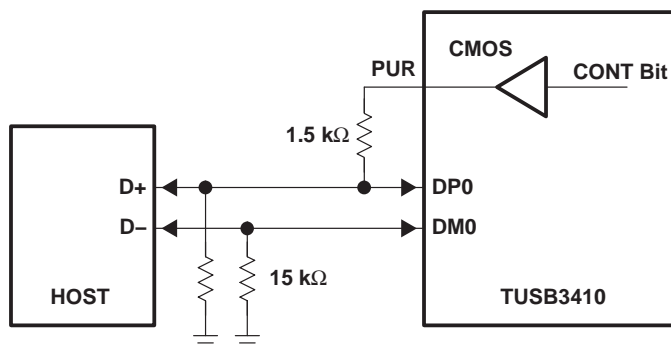 CMOS
PUR
CONT Bit
1.5 kΩ
D+
DP0
D−
DM0
15 kΩ
HOST
TUSB3410